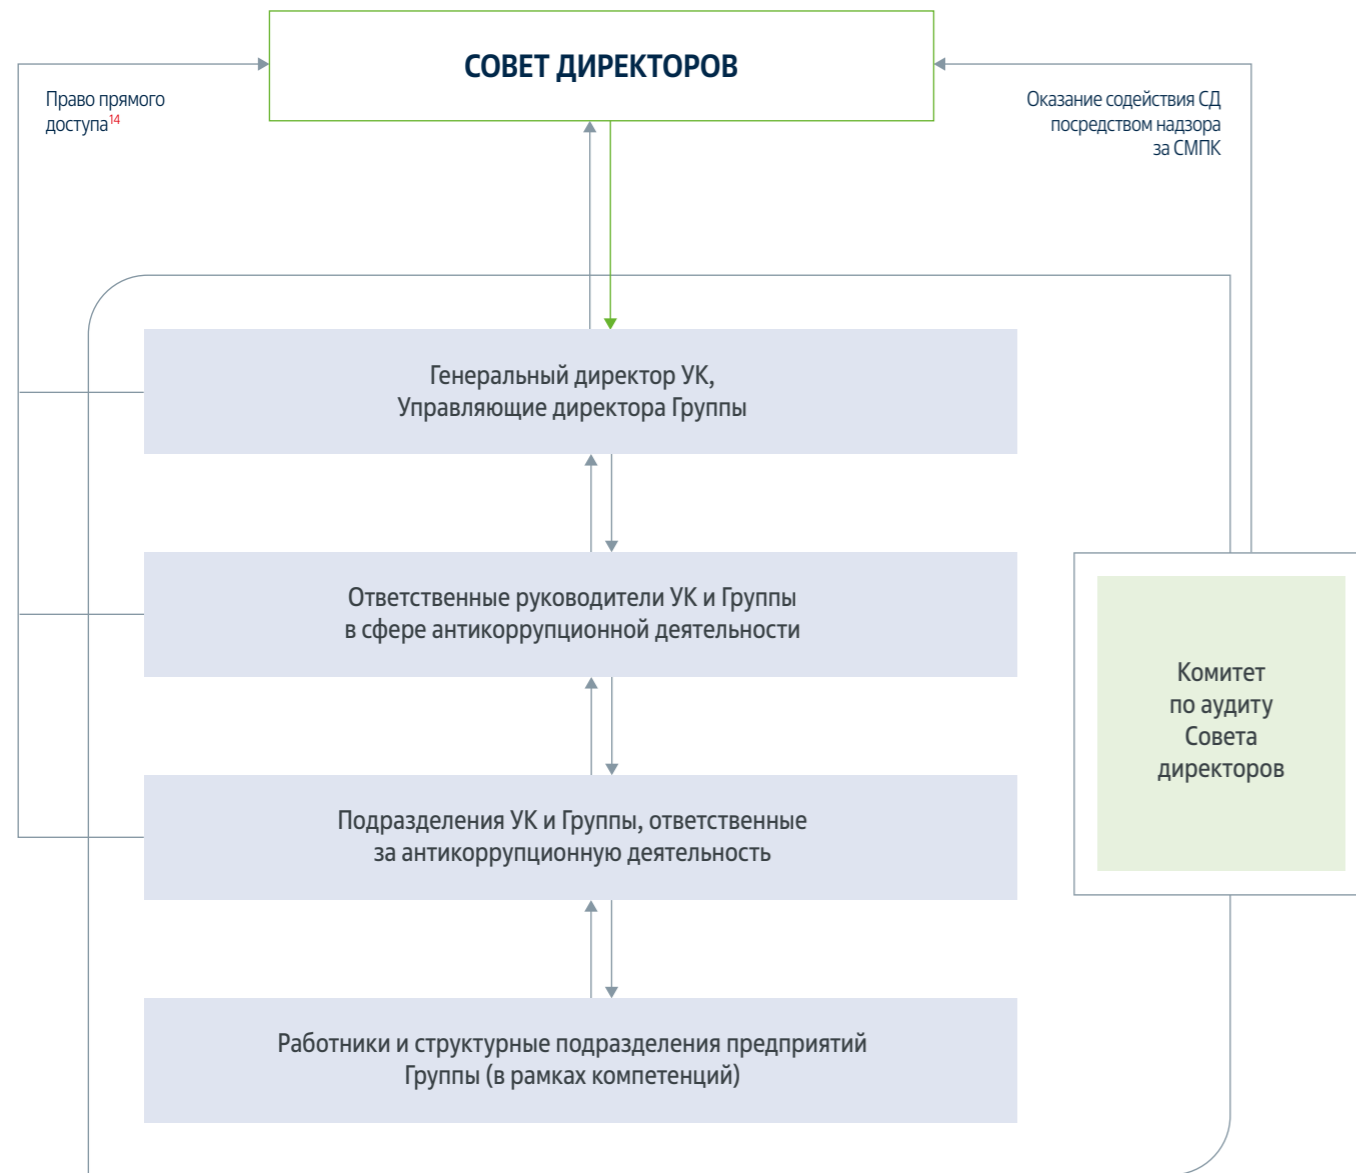 СОВЕТ ДИРЕКТОРОВ
Право прямого
доступа14
Оказание содействия СД
посредством надзора
за СМПК
Генеральный директор УК,
Управляющие директора Группы
Ответственные руководители УК и Группы
в сфере антикоррупционной деятельности
Комитет
по аудиту
Совета
директоров
Подразделения УК и Группы, ответственные
за антикоррупционную деятельность
Работники и структурные подразделения предприятий
Группы (в рамках компетенций)